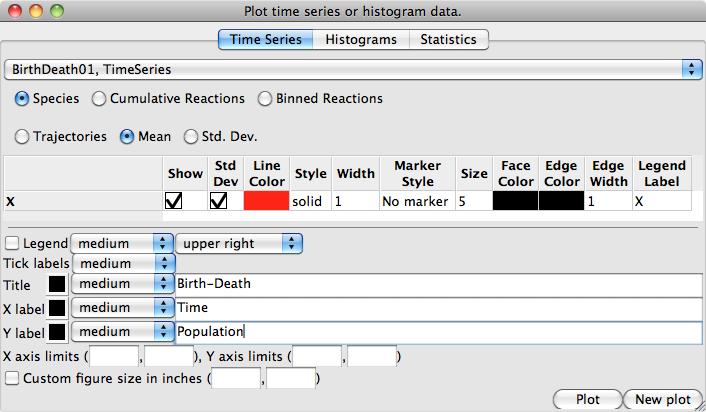 Plot time series or histogram data.
Time Series Histograms Statistics
BirthDeath01, TimeSeries
Species Cumulative Reactions Binned Reactions
Trajectories Mean Std. Dev.
Show Std Dev Line Color Style Width Marker Style Size Face Color Edge Color Edge Width Legend Label
X solid 1 No marker 5 1 X
Legend medium upper right
Tick labels medium
Title medium Birth-Death
X label medium Time
Y label medium Population
X axis limits ( , ), Y axis limits ( , )
Custom figure size in inches ( , )
Plot New plot